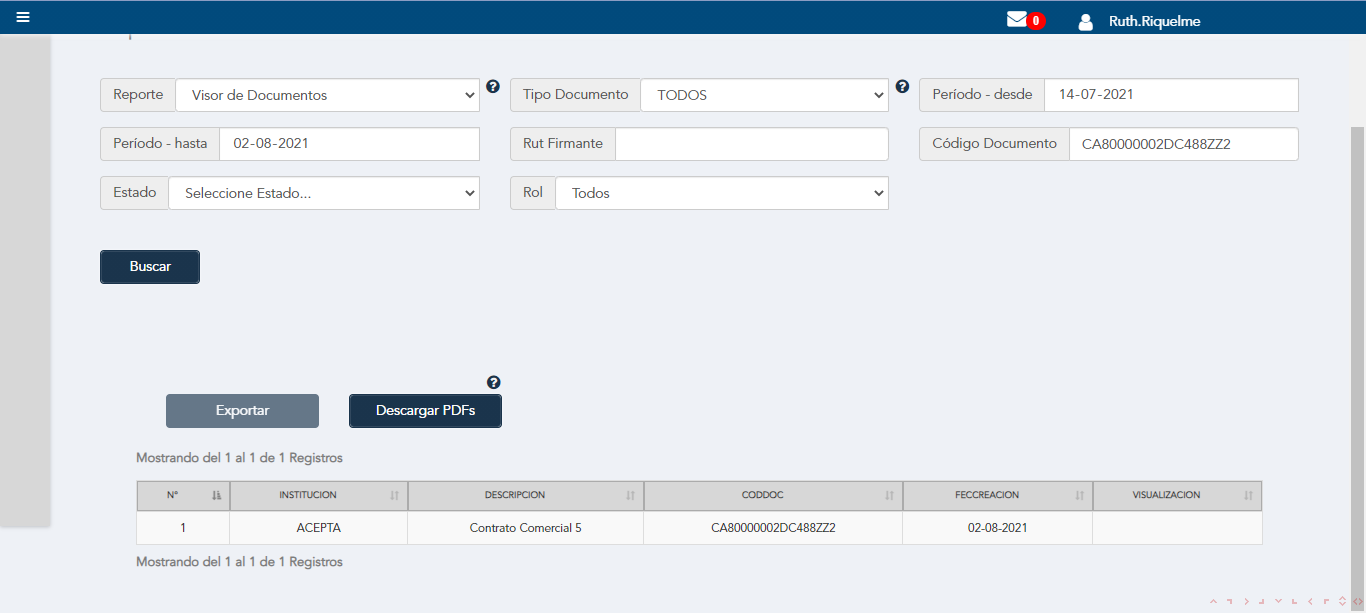 0 Ruth.Riquelme
Reporte Visor de Documentos Tipo Documento TODOS Período - desde 14-07-2021
Período - hasta 02-08-2021 Rut Firmante Código Documento CA80000002DC488ZZ2
Estado Seleccione Estado... Rol Todos
Buscar
Exportar Descargar PDFs
Mostrando del 1 al 1 de 1 Registros
N° INSTITUCION DESCRIPCION CODDOC FECCREACION VISUALIZACION
1 ACEPTA Contrato Comercial 5 CA80000002DC488ZZ2 02-08-2021
Mostrando del 1 al 1 de 1 Registros